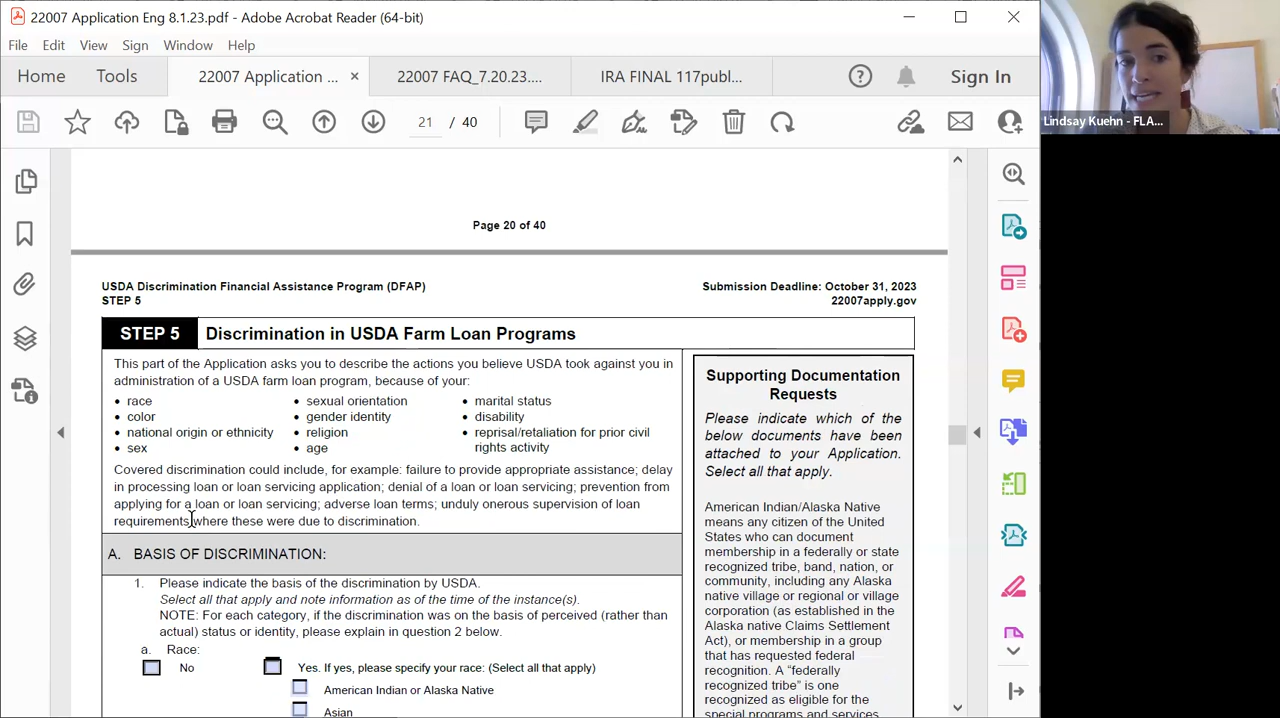 22007 Application Eng 8.1.23.pdf - Adobe Acrobat Reader (64-bit)
File Edit View Sign Window Help
Home Tools 22007 Application ... × 22007 FAQ_7.20.23.... IRA FINAL 117publ... Sign In
21 / 40
Lindsay Kuehn - FLA...
Page 20 of 40
USDA Discrimination Financial Assistance Program (DFAP) Submission Deadline: October 31, 2023
STEP 5 22007apply.gov
STEP 5 Discrimination in USDA Farm Loan Programs
This part of the Application asks you to describe the actions you believe USDA took against you in
administration of a USDA farm loan program, because of your:
• race • sexual orientation • marital status
• color • gender identity • disability
• national origin or ethnicity • religion • reprisal/retaliation for prior civil
• sex • age rights activity
Covered discrimination could include, for example: failure to provide appropriate assistance; delay
in processing loan or loan servicing application; denial of a loan or loan servicing; prevention from
applying for a loan or loan servicing; adverse loan terms; unduly onerous supervision of loan
requirements where these were due to discrimination.
A. BASIS OF DISCRIMINATION:
1. Please indicate the basis of the discrimination by USDA.
Select all that apply and note information as of the time of the instance(s).
NOTE: For each category, if the discrimination was on the basis of perceived (rather than
actual) status or identity, please explain in question 2 below.
a. Race:
No Yes. If yes, please specify your race: (Select all that apply)
American Indian or Alaska Native
Asian
Supporting Documentation
Requests
Please indicate which of the
below documents have been
attached to your Application.
Select all that apply.
American Indian/Alaska Native
means any citizen of the United
States who can document
membership in a federally or state
recognized tribe, band, nation, or
community, including any Alaska
native village or regional or village
corporation (as established in the
Alaska native Claims Settlement
Act), or membership in a group
that has requested federal
recognition. A “federally
recognized tribe” is one
recognized as eligible for the
special programs and services